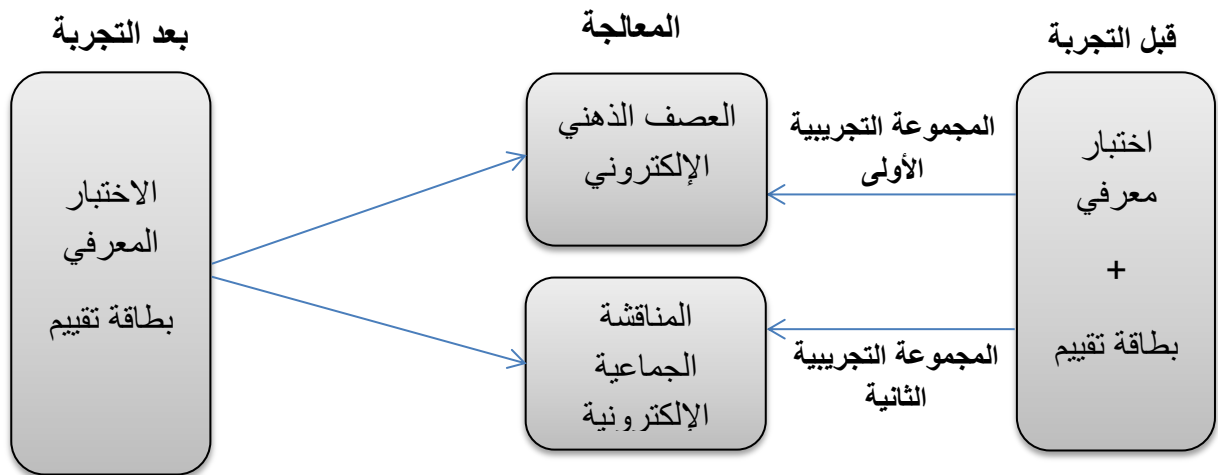 قبل التجربة
المعالجة
بعد التجربة
اختبار
معرفي
+
بطاقة تقييم
المجموعة التجريبية
الأولى
المجموعة التجريبية
الثانية
العصف الذهني
الإلكتروني
المناقشة
الجماعية
الإلكترونية
الاختبار
المعرفي
بطاقة تقييم